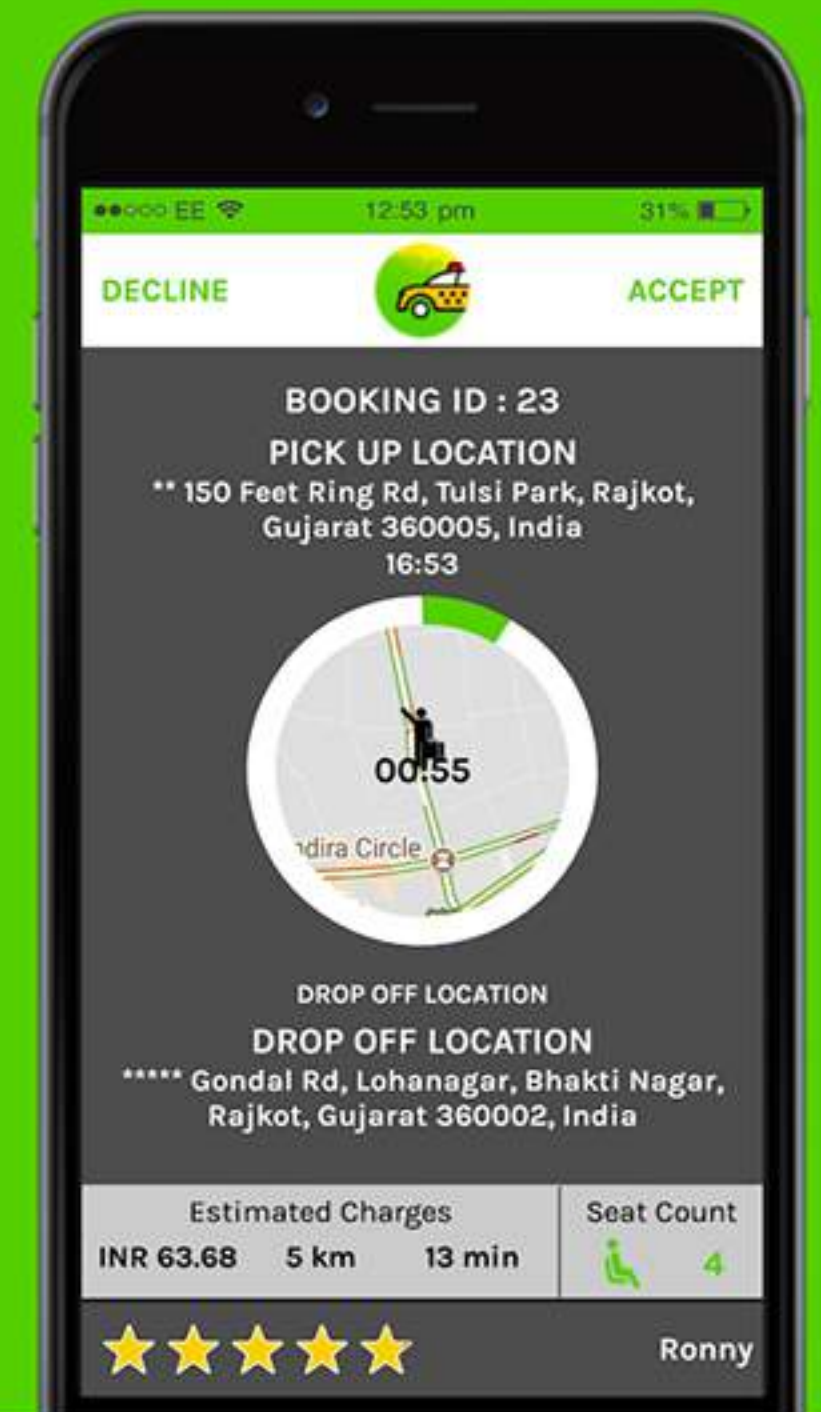 EE 12:53 pm 31%
DECLINE ACCEPT
BOOKING ID : 23
PICK UP LOCATION
** 150 Feet Ring Rd, Tulsi Park, Rajkot,
Gujarat 360005, India
16:53
00:55
ndira Circle
DROP OFF LOCATION
DROP OFF LOCATION
***** Gondal Rd, Lohanagar, Bhakti Nagar,
Rajkot, Gujarat 360002, India
Estimated Charges Seat Count
INR 63.68 5 km 13 min 4
Ronny